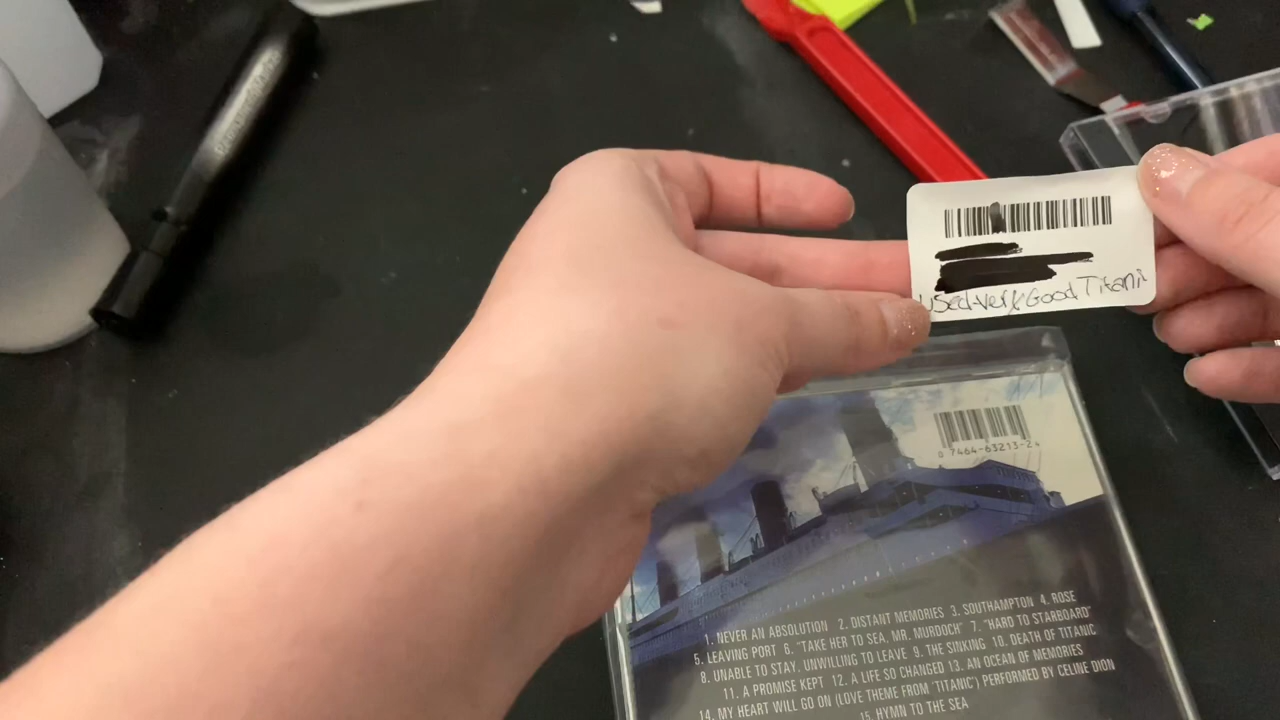 Used-Very Good Titani
0 7464-63213-2
1. NEVER AN ABSOLUTION 2. DISTANT MEMORIES 3. SOUTHAMPTON 4. ROSE
5. LEAVING PORT 6. "TAKE HER TO SEA, MR. MURDOCH" 7. "HARD TO STARBOARD"
8. UNABLE TO STAY, UNWILLING TO LEAVE 9. THE SINKING 10. DEATH OF TITANIC
11. A PROMISE KEPT 12. A LIFE SO CHANGED 13. AN OCEAN OF MEMORIES
14. MY HEART WILL GO ON (LOVE THEME FROM "TITANIC") PERFORMED BY CELINE DION
15. HYMN TO THE SEA